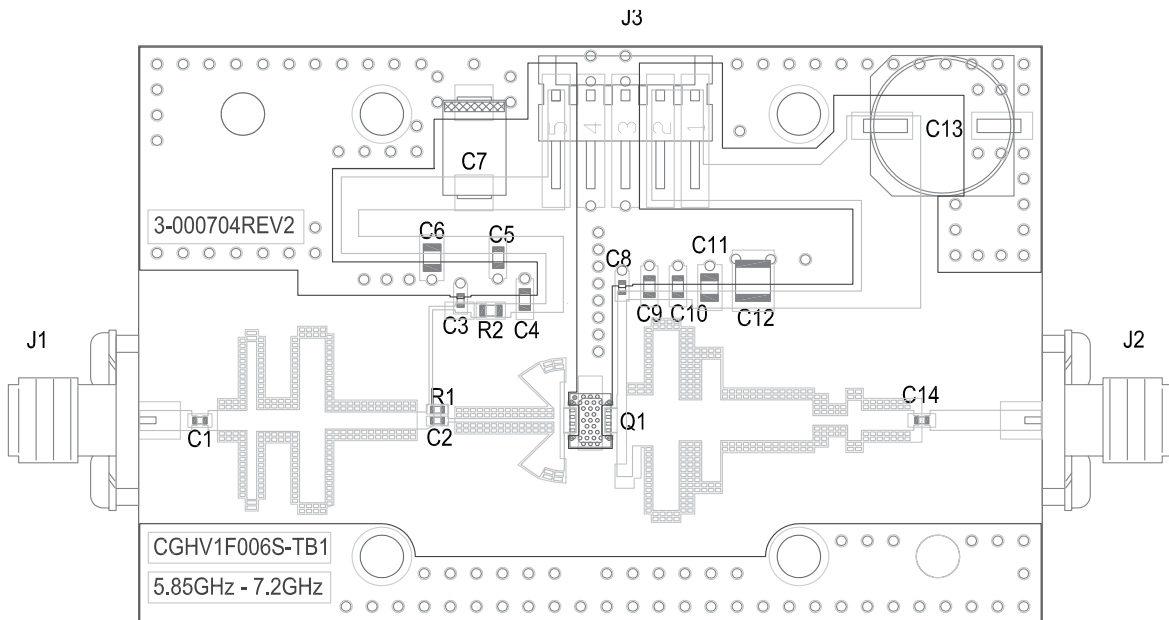 J3
5 4 3 2 1
C13
C7
3-000704REV2
C6 C5
C8 C11
C3 R2 C4
C9 C10 C12
J1
J2
R1
C1 C2
Q1
C14
CGHV1F006S-TB1
5.85GHz - 7.2GHz